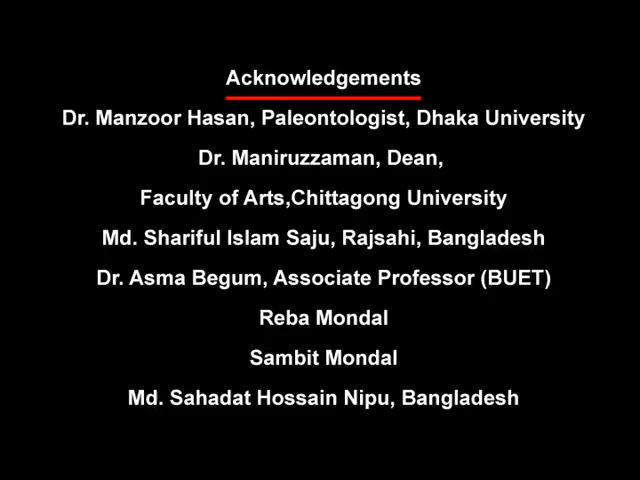 Acknowledgements
Dr. Manzoor Hasan, Paleontologist, Dhaka University
Dr. Maniruzzaman, Dean,
Faculty of Arts,Chittagong University
Md. Shariful Islam Saju, Rajsahi, Bangladesh
Dr. Asma Begum, Associate Professor (BUET)
Reba Mondal
Sambit Mondal
Md. Sahadat Hossain Nipu, Bangladesh